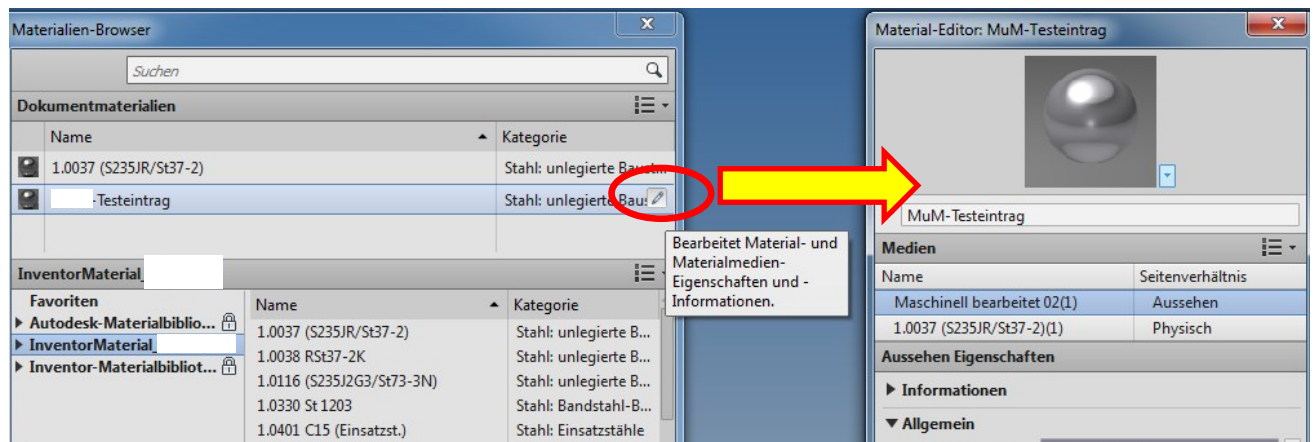 Materialien-Browser
Suchen
Dokumentmaterialien
Name Kategorie
1.0037 (S235JR/St37-2) Stahl: unlegierte Baust...
-Testeintrag Stahl: unlegierte Baus
Bearbeitet Material- und
Materialmedien-
Eigenschaften und -
Informationen.
InventorMaterial_
Favoriten
Autodesk-Materialbiblio...
InventorMaterial_
Inventor-Materialbibliot...
Name Kategorie
1.0037 (S235JR/St37-2) Stahl: unlegierte B...
1.0038 RSt37-2K Stahl: unlegierte B...
1.0116 (S235J2G3/St73-3N) Stahl: unlegierte B...
1.0330 St 1203 Stahl: Bandstahl-B...
1.0401 C15 (Einsatzst.) Stahl: Einsatzstähle
Material-Editor: MuM-Testeintrag
MuM-Testeintrag
Medien
Name Seitenverhältnis
Maschinell bearbeitet 02(1) Aussehen
1.0037 (S235JR/St37-2)(1) Physisch
Aussehen Eigenschaften
Informationen
Allgemein